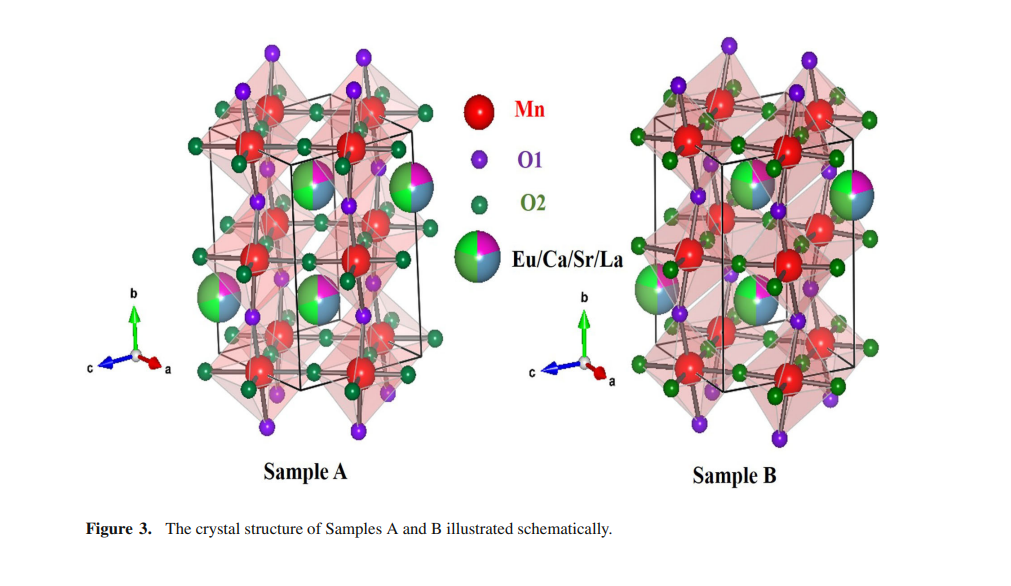 Mn
O1
O2
Eu/Ca/Sr/La
b
c
a
b
c
a
Sample A
Sample B
Figure 3. The crystal structure of Samples A and B illustrated schematically.